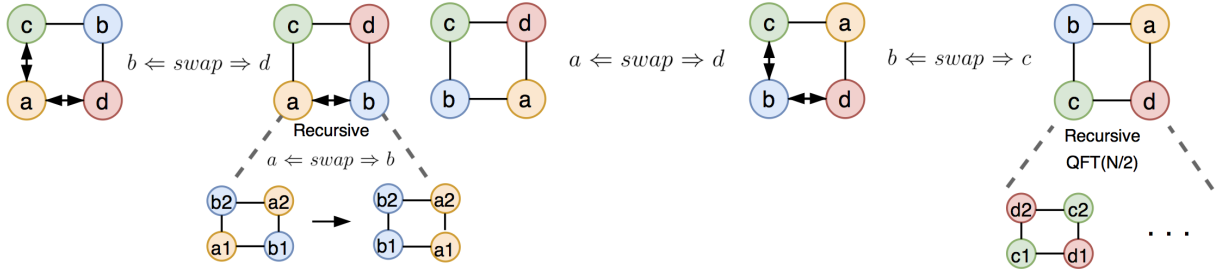 c b
a d
b ⇐ swap ⇒ d
c d
a b
Recursive
a ⇐ swap ⇒ b
b2 a2
a1 b1
b2 a2
b1 a1
c d
b a
a ⇐ swap ⇒ d
c a
b d
b ⇐ swap ⇒ c
b a
c d
Recursive
QFT(N/2)
d2 c2
c1 d1
. . .